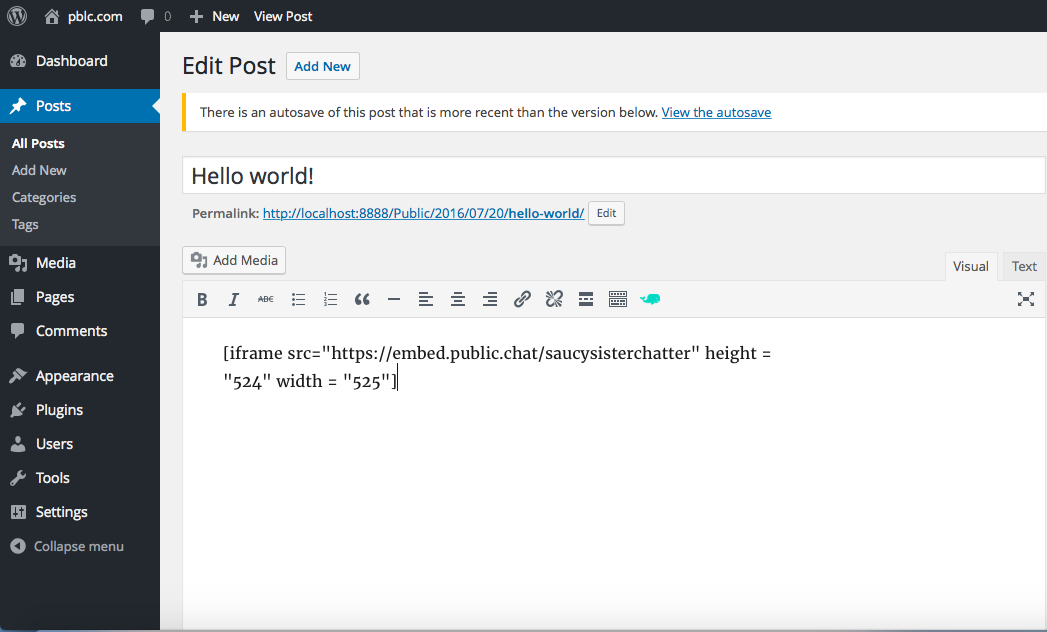 pblc.com 0 New View Post
Dashboard
Posts
All Posts
Add New
Categories
Tags
Media
Pages
Comments
Appearance
Plugins
Users
Tools
Settings
Collapse menu
Edit Post Add New
There is an autosave of this post that is more recent than the version below. View the autosave
Hello world!
Permalink: http://localhost:8888/Public/2016/07/20/hello-world/ Edit
Add Media
Visual Text
B I ABC
[iframe src="https://embed.public.chat/saucysisterchatter" height =
"524" width = "525"]